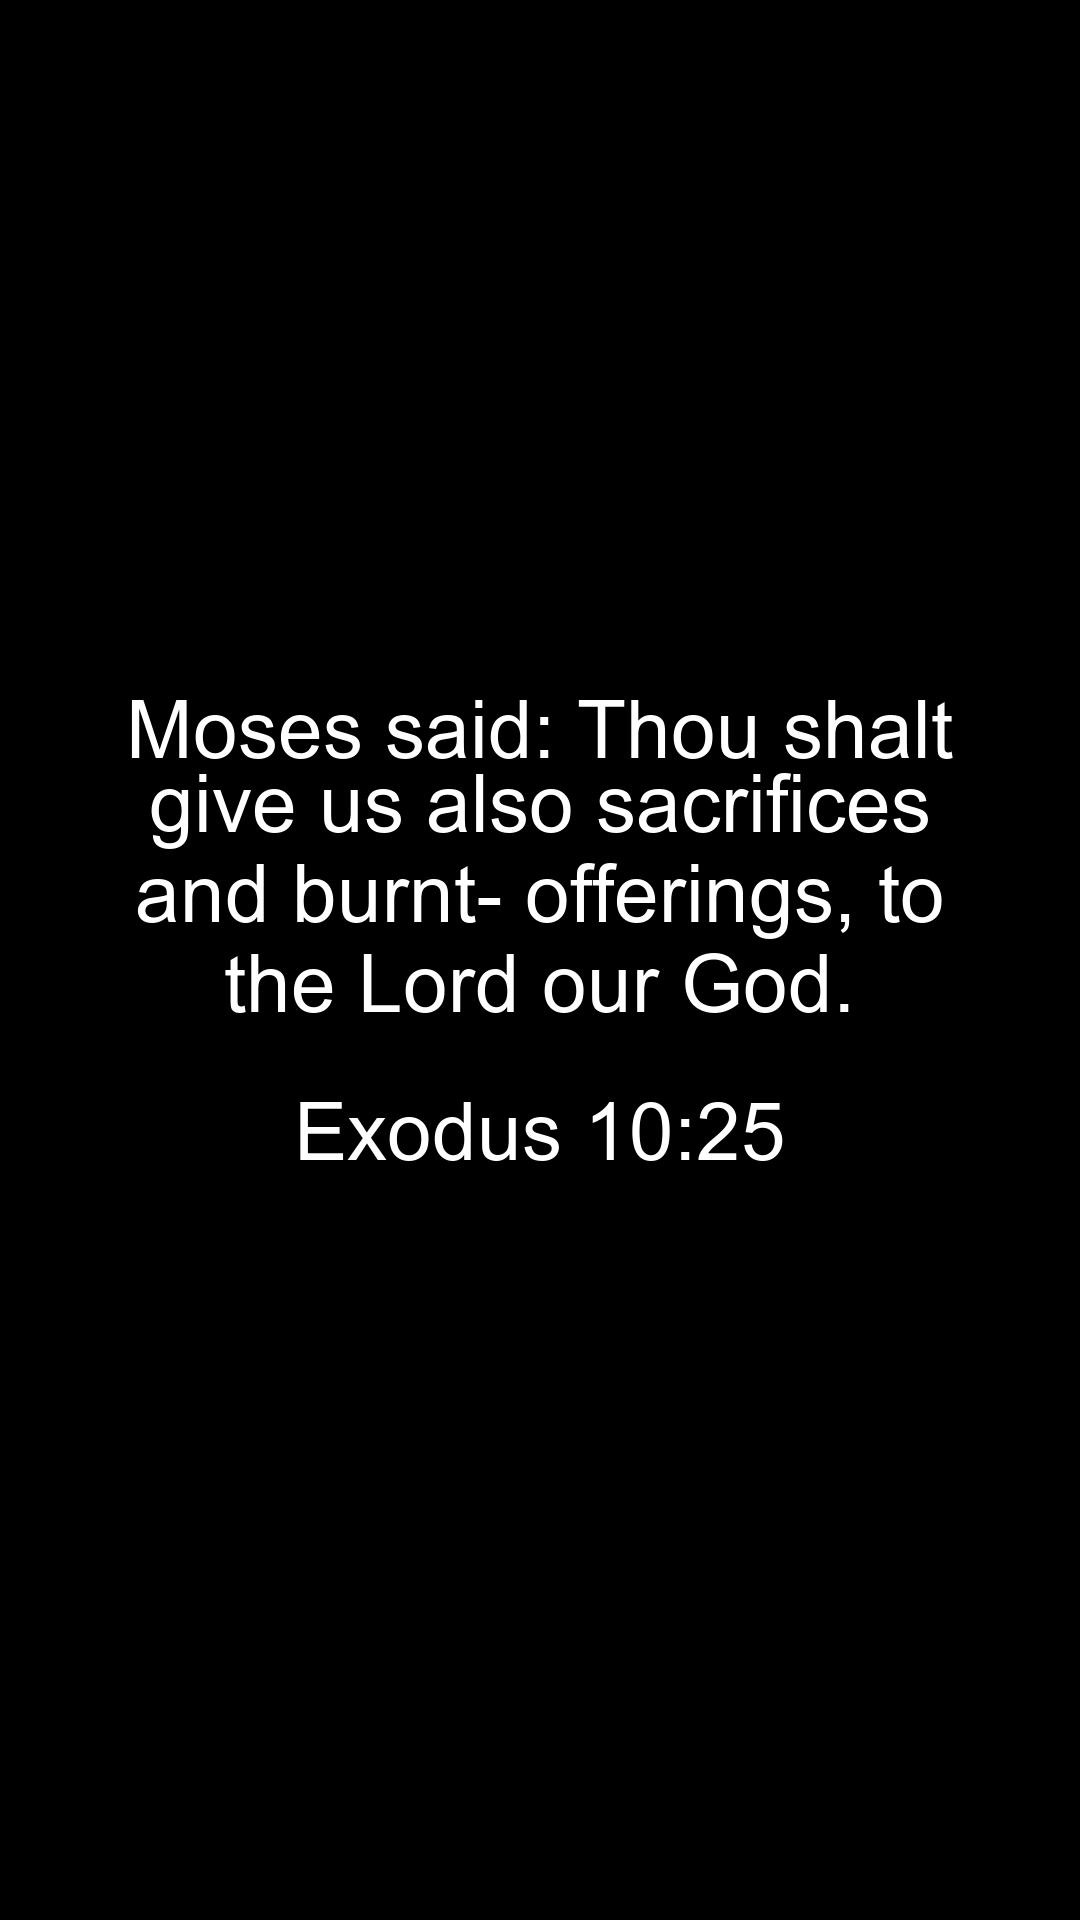 Moses said: Thou shalt
give us also sacrifices
and burnt- offerings, to
the Lord our God.
Exodus 10:25